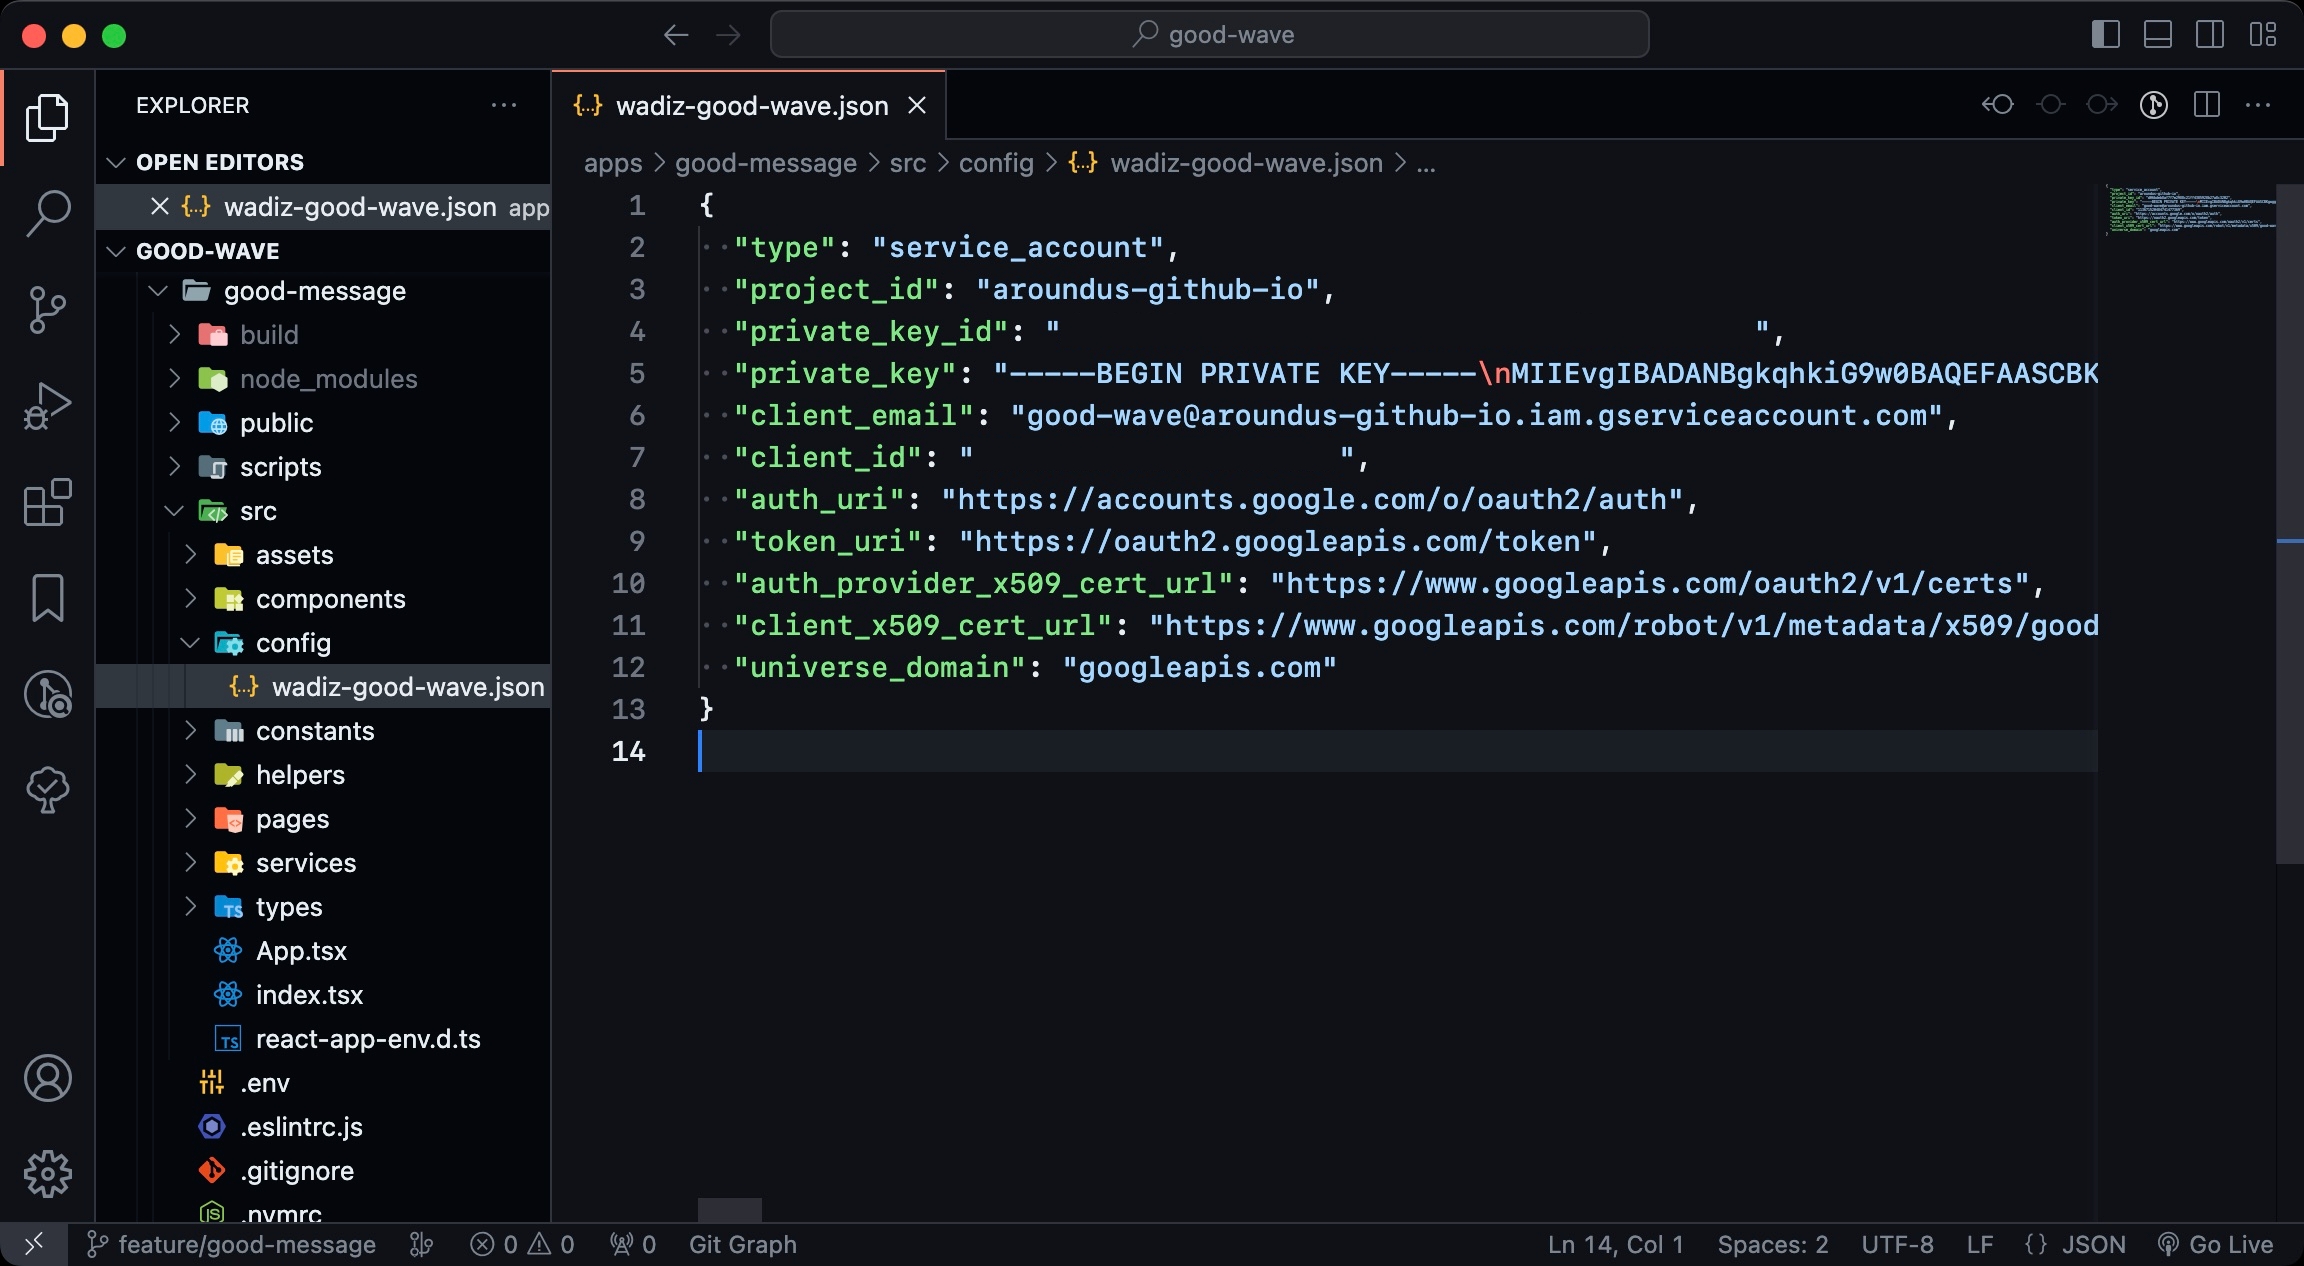 good-wave
EXPLORER
OPEN EDITORS
wadiz-good-wave.json app
GOOD-WAVE
good-message
build
node_modules
public
scripts
src
assets
components
config
wadiz-good-wave.json
constants
helpers
pages
services
types
App.tsx
index.tsx
react-app-env.d.ts
.env
.eslintrc.js
.gitignore
.nvmrc
wadiz-good-wave.json
apps > good-message > src > config > {..} wadiz-good-wave.json > ...
1 {
2 "type": "service_account",
3 "project_id": "aroundus-github-io",
4 "private_key_id": " ",
5 "private_key": "-----BEGIN PRIVATE KEY-----\nMIIEvgIBADANBgkqhkiG9w0BAQEFAASCBK
6 "client_email": "good-wave@aroundus-github-io.iam.gserviceaccount.com",
7 "client_id": " ",
8 "auth_uri": "https://accounts.google.com/o/oauth2/auth",
9 "token_uri": "https://oauth2.googleapis.com/token",
10 "auth_provider_x509_cert_url": "https://www.googleapis.com/oauth2/v1/certs",
11 "client_x509_cert_url": "https://www.googleapis.com/robot/v1/metadata/x509/good
12 "universe_domain": "googleapis.com"
13 }
14
feature/good-message 0 0 0 Git Graph Ln 14, Col 1 Spaces: 2 UTF-8 LF {} JSON Go Live